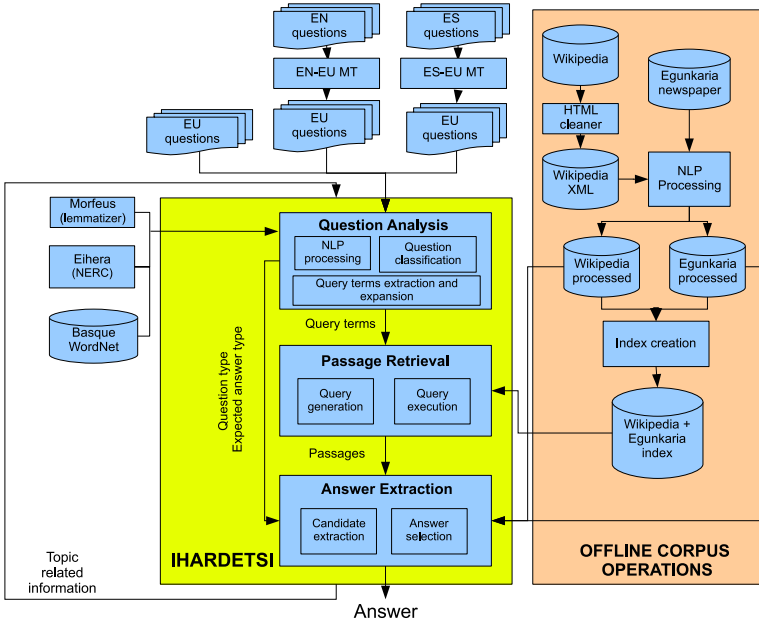 EN
questions
ES
questions
EN-EU MT
ES-EU MT
EU
questions
EU
questions
EU
questions
Wikipedia
Egunkaria
newspaper
HTML
cleaner
Wikipedia
XML
NLP
Processing
Wikipedia
processed
Egunkaria
processed
Index creation
Wikipedia +
Egunkaria
index
OFFLINE CORPUS
OPERATIONS
Morfeus
(lemmatizer)
Eihera
(NERC)
Basque
WordNet
Question Analysis
NLP
processing
Question
classification
Query terms extraction and
expansion
Query terms
Question type
Expected answer type
Passage Retrieval
Query
generation
Query
execution
Passages
Answer Extraction
Candidate
extraction
Answer
selection
IHARDETSI
Topic
related
information
Answer